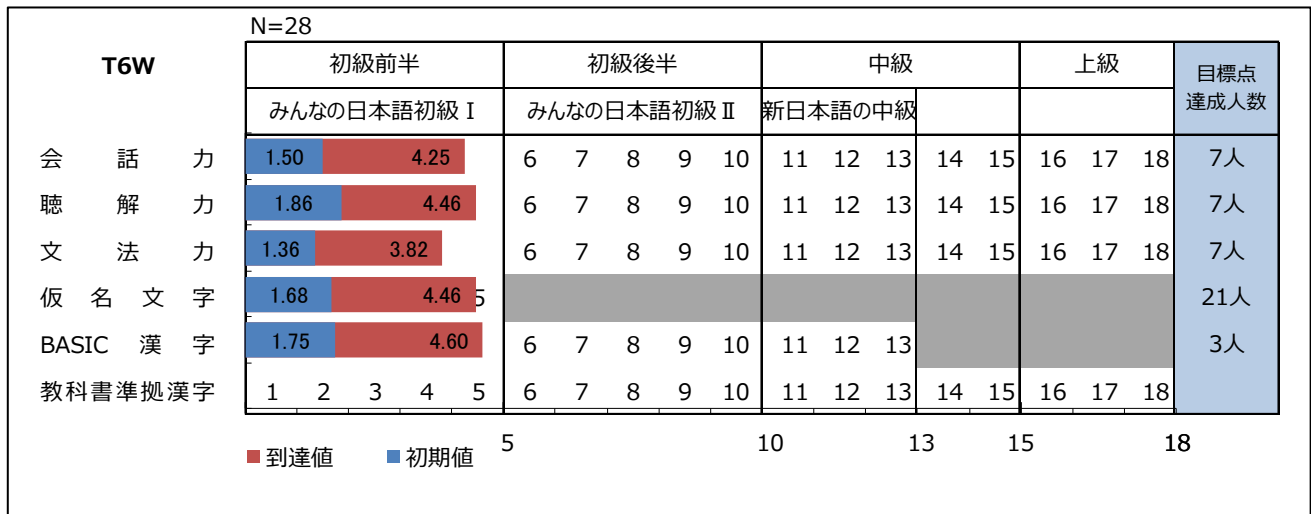 N=28
T6W 初級前半 初級後半 中級 上級 目標点
達成人数
みんなの日本語初級Ⅰ みんなの日本語初級Ⅱ 新日本語の中級
会話力 1.50 4.25 6 7 8 9 10 11 12 13 14 15 16 17 18 7人
聴解力 1.86 4.46 6 7 8 9 10 11 12 13 14 15 16 17 18 7人
文法力 1.36 3.82 6 7 8 9 10 11 12 13 14 15 16 17 18 7人
仮名文字 1.68 4.46 5 21人
BASIC 漢字 1.75 4.60 6 7 8 9 10 11 12 13 3人
教科書準拠漢字 1 2 3 4 5 6 7 8 9 10 11 12 13 14 15 16 17 18
5 10 13 15 18
到達値 初期値